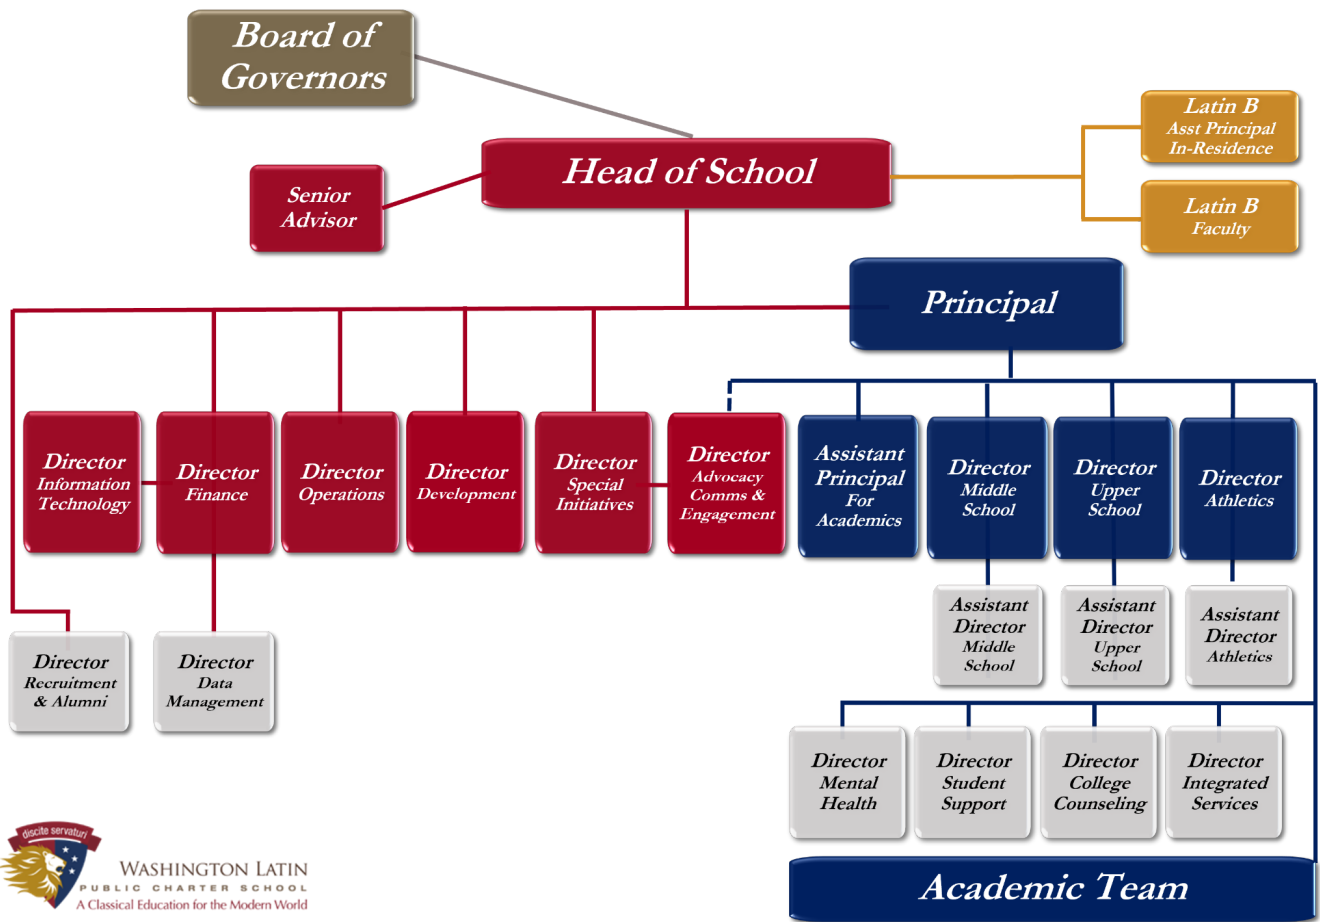 Board of
Governors
Latin B
Asst Principal
In-Residence
Head of School
Senior
Advisor
Latin B
Faculty
Principal
Director
Information
Technology
Director
Finance
Director
Operations
Director
Development
Director
Special
Initiatives
Director
Advocacy
Comms &
Engagement
Assistant
Principal
For
Academics
Director
Middle
School
Director
Upper
School
Director
Athletics
Assistant
Director
Middle
School
Assistant
Director
Upper
School
Assistant
Director
Athletics
Director
Recruitment
& Alumni
Director
Data
Management
Director
Mental
Health
Director
Student
Support
Director
College
Counseling
Director
Integrated
Services
Academic Team
discite servaturi
WASHINGTON LATIN
PUBLIC CHARTER SCHOOL
A Classical Education for the Modern World